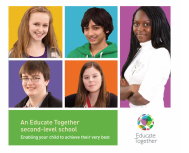 An Educate Together
second-level school
Enabling your child to achieve their very best
Educate
Together